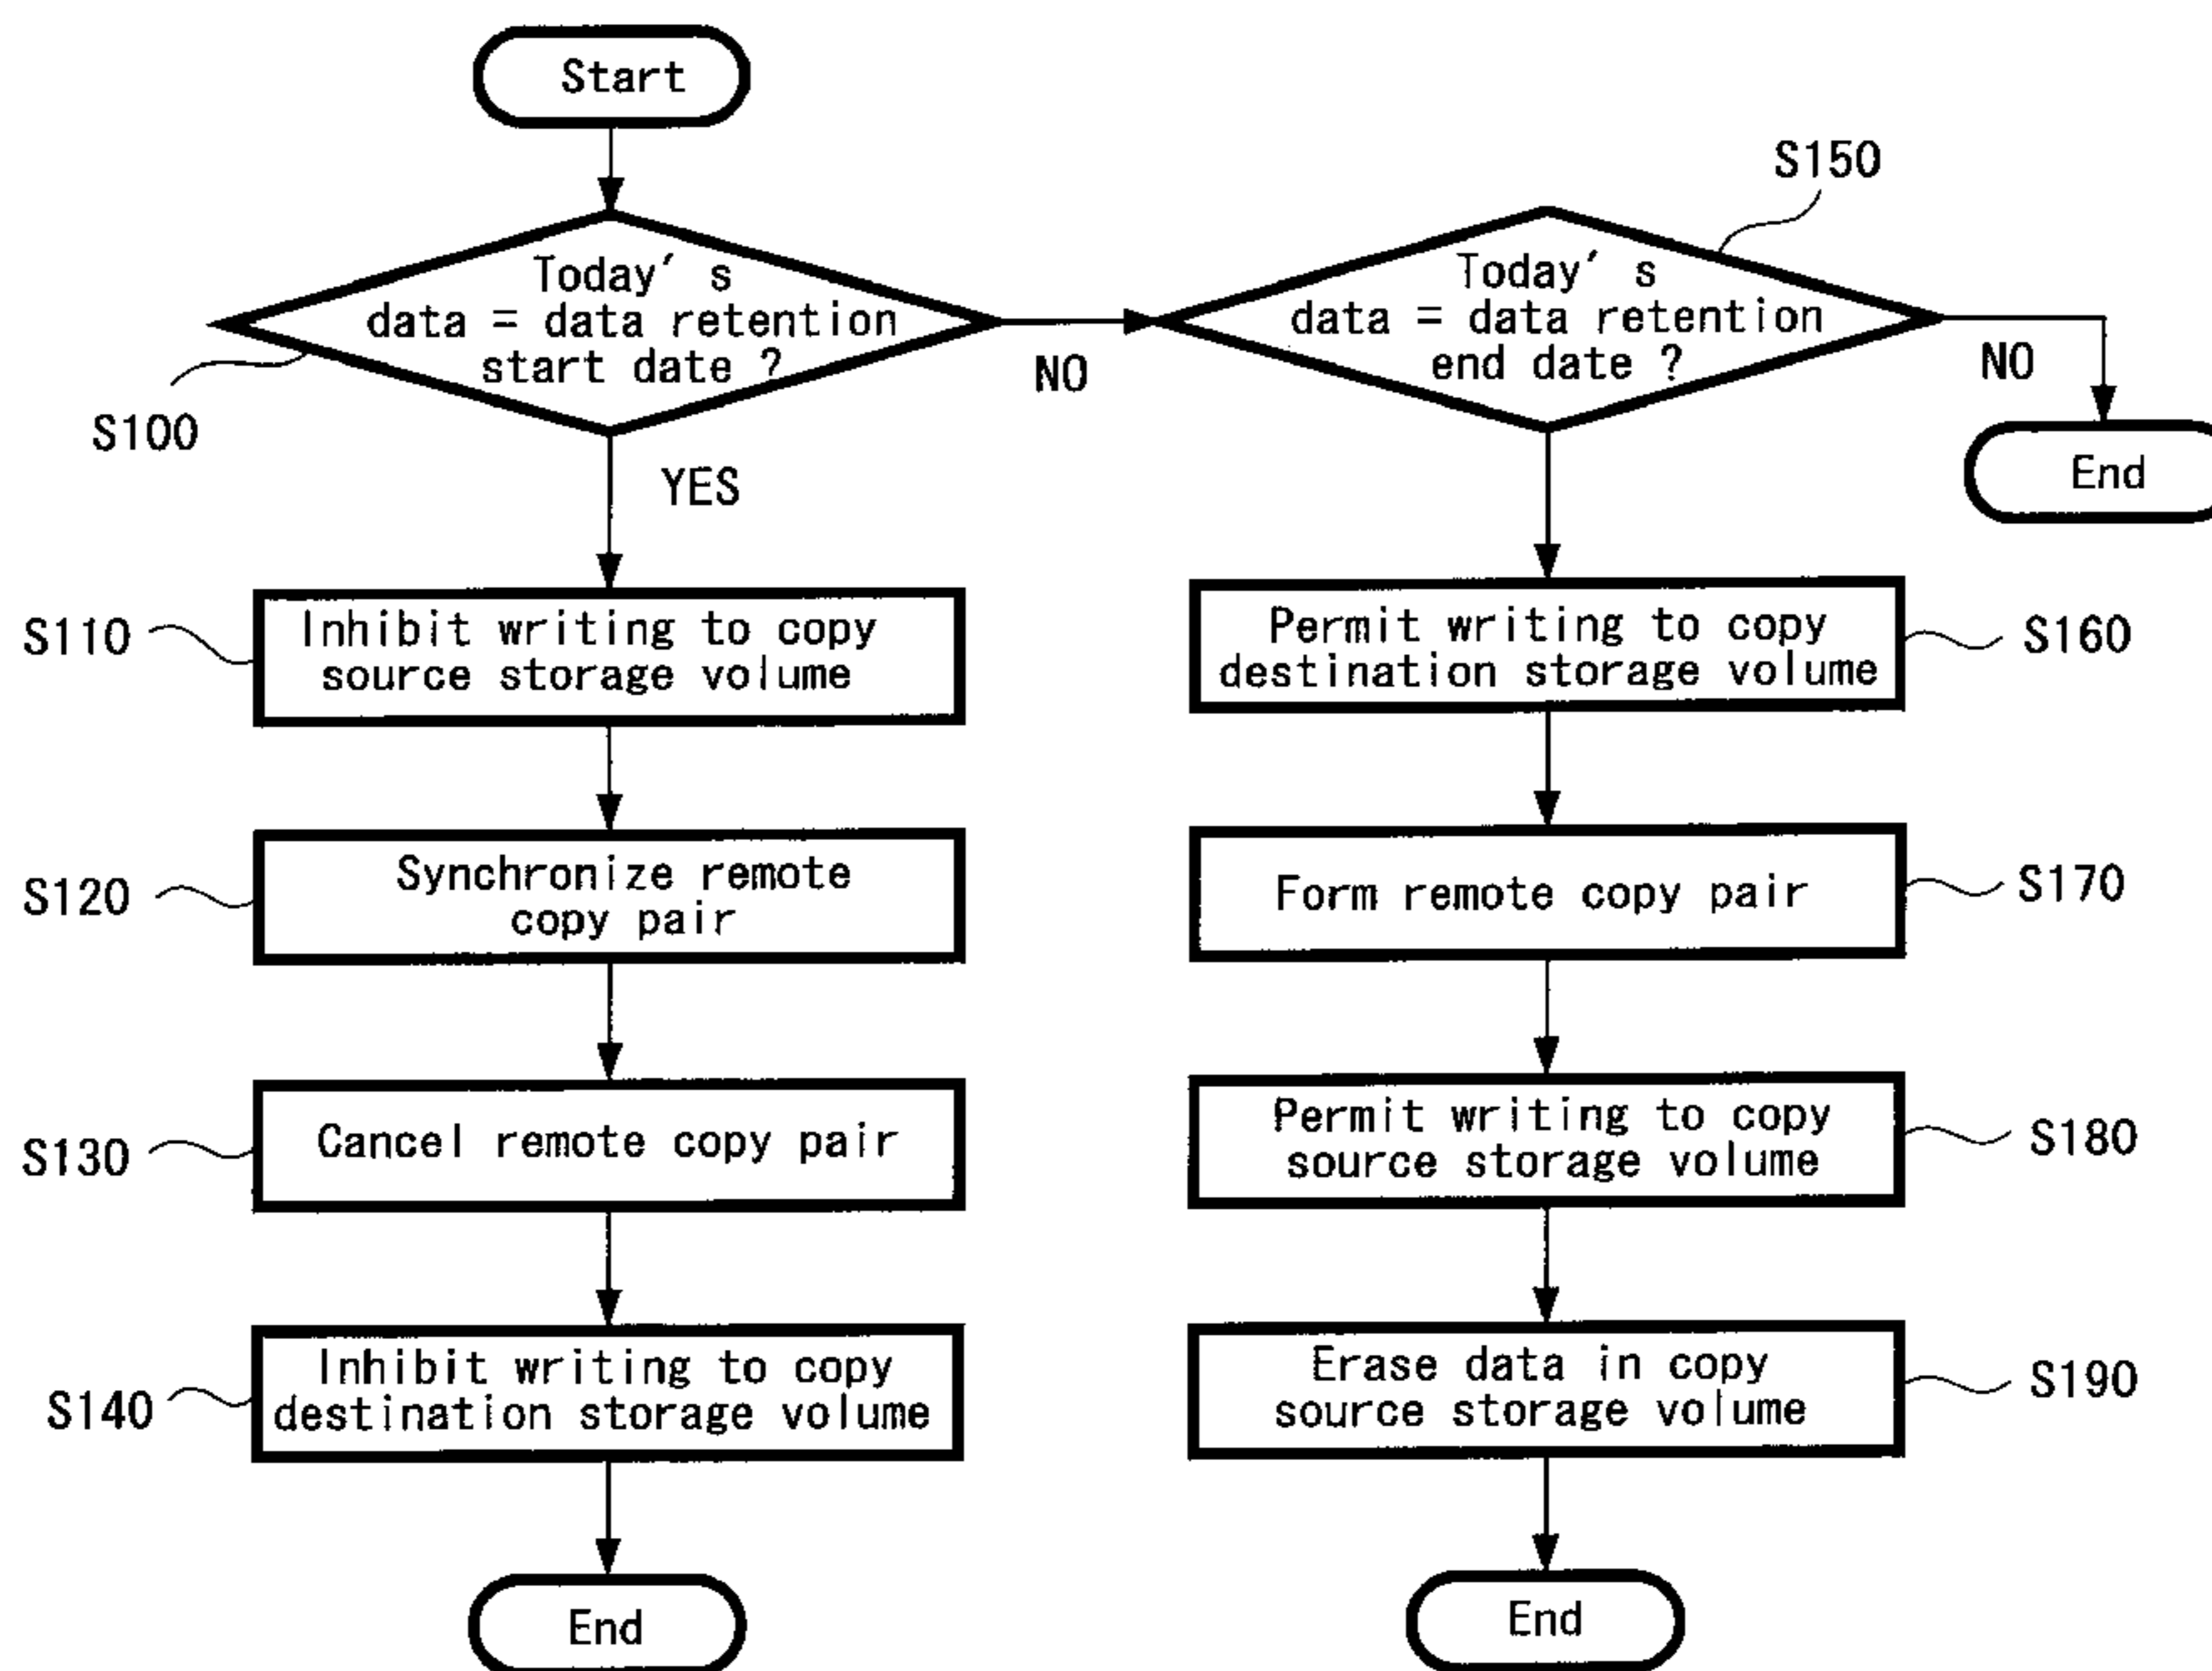 Start
Today's
data = data retention
start date ?
S100
NO
YES
S110
Inhibit writing to copy
source storage volume
S120
Synchronize remote
copy pair
S130
Cancel remote copy pair
S140
Inhibit writing to copy
destination storage volume
End
S150
Today's
data = data retention
end date ?
NO
End
Permit writing to copy
destination storage volume
S160
Form remote copy pair
S170
Permit writing to copy
source storage volume
S180
Erase data in copy
source storage volume
S190
End